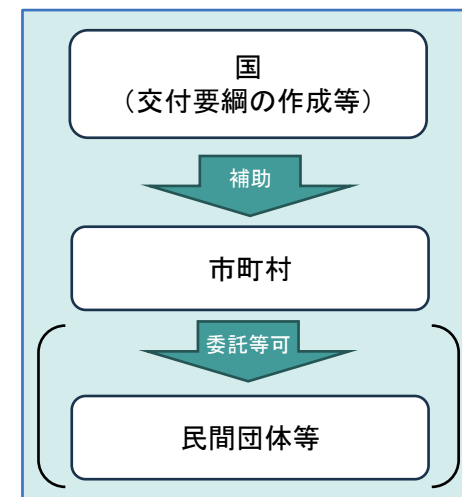 国
（交付要綱の作成等）
補助
市町村
委託等可
民間団体等